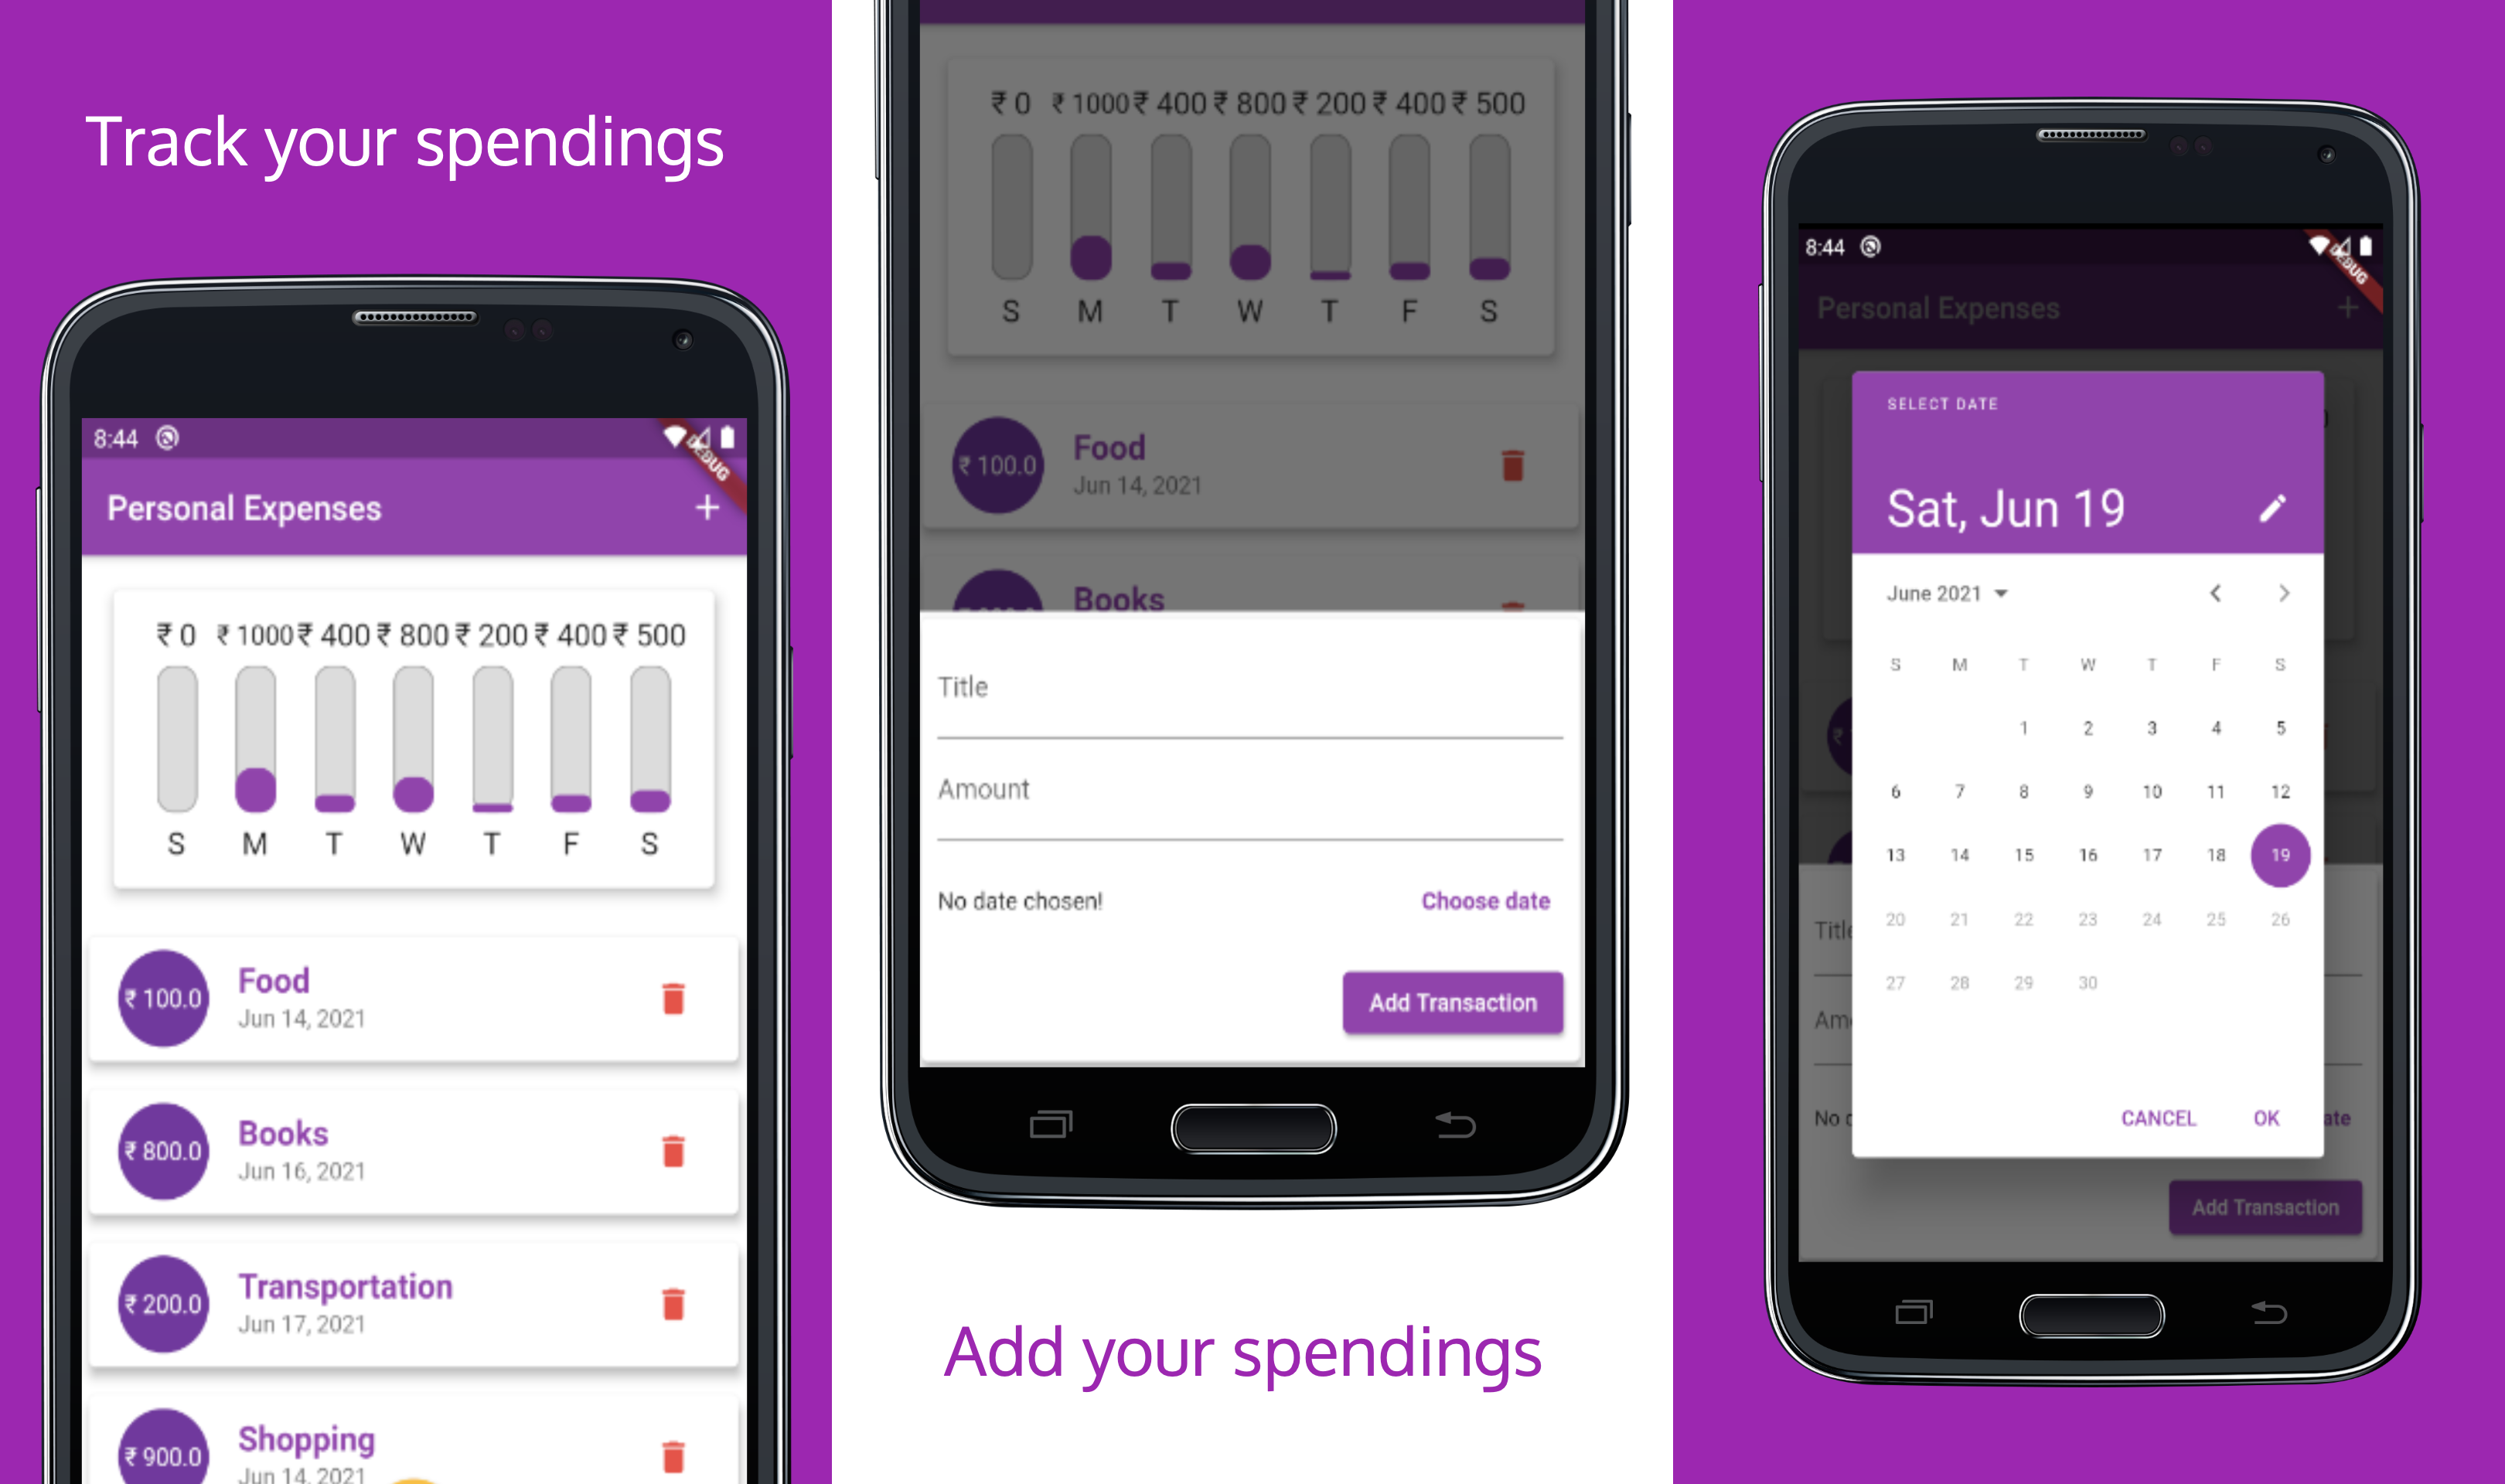 Track your spendings
8:44
DEBUG
Personal Expenses +
₹ 0 ₹ 1000 ₹ 400 ₹ 800 ₹ 200 ₹ 400 ₹ 500
S M T W T F S
₹ 100.0
Food
Jun 14, 2021
₹ 800.0
Books
Jun 16, 2021
₹ 200.0
Transportation
Jun 17, 2021
₹ 900.0
Shopping
Jun 14, 2021
₹ 0 ₹ 1000 ₹ 400 ₹ 800 ₹ 200 ₹ 400 ₹ 500
S M T W T F S
₹ 100.0
Food
Jun 14, 2021
Books
Title
Amount
No date chosen! Choose date
Add Transaction
Add your spendings
8:44
DEBUG
Personal Expenses +
SELECT DATE
Sat, Jun 19
June 2021
S M T W T F S
1 2 3 4 5
6 7 8 9 10 11 12
13 14 15 16 17 18 19
20 21 22 23 24 25 26
27 28 29 30
CANCEL OK
Add Transaction